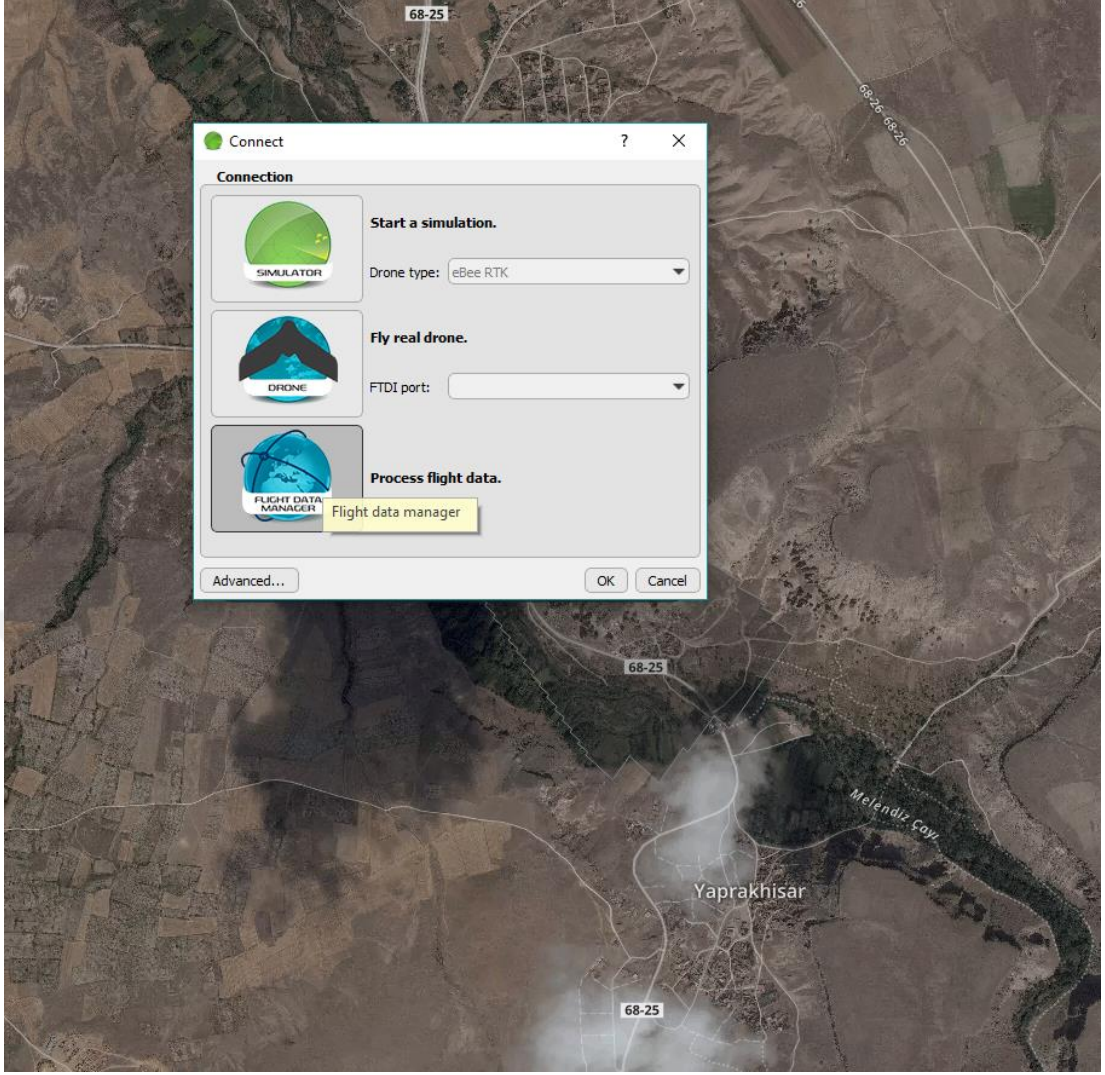 68-25
68-26 68-26
Connect
?
Connection
SIMULATOR
Start a simulation.
Drone type: eBee RTK
DRONE
Fly real drone.
FTDI port:
FLIGHT DATA
MANAGER
Process flight data.
Flight data manager
Advanced...
OK
Cancel
68-25
Melendiz Çayı
Yaprakhisar
68-25